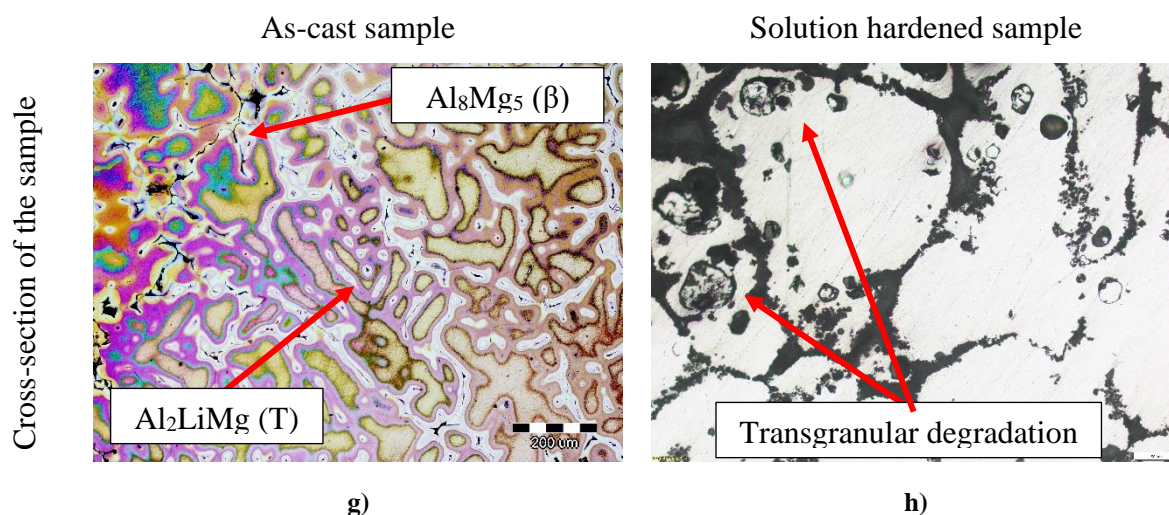 As-cast sample
Solution hardened sample
Cross-section of the sample
Al₈Mg₅ (β)
Al₂LiMg (T)
200 um
Transgranular degradation
g)
h)